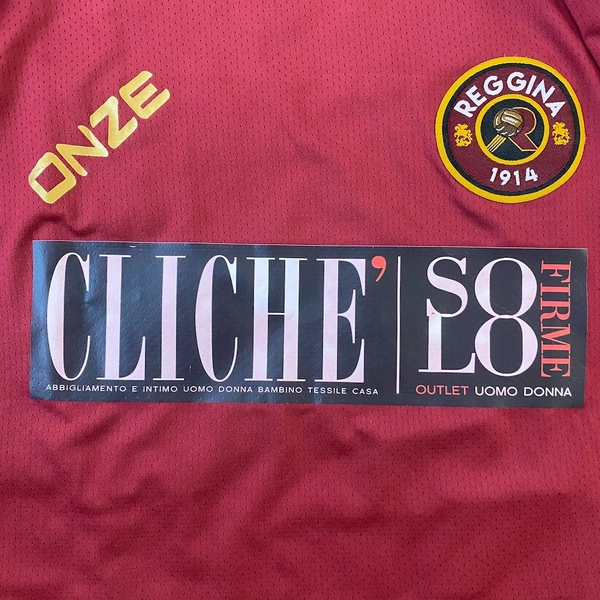 ONZE
REGGINA
1914
CLICHE'
ABBIGLIAMENTO E INTIMO UOMO DONNA BAMBINO TESSILE CASA
SOLO
FIRME
OUTLET UOMO DONNA